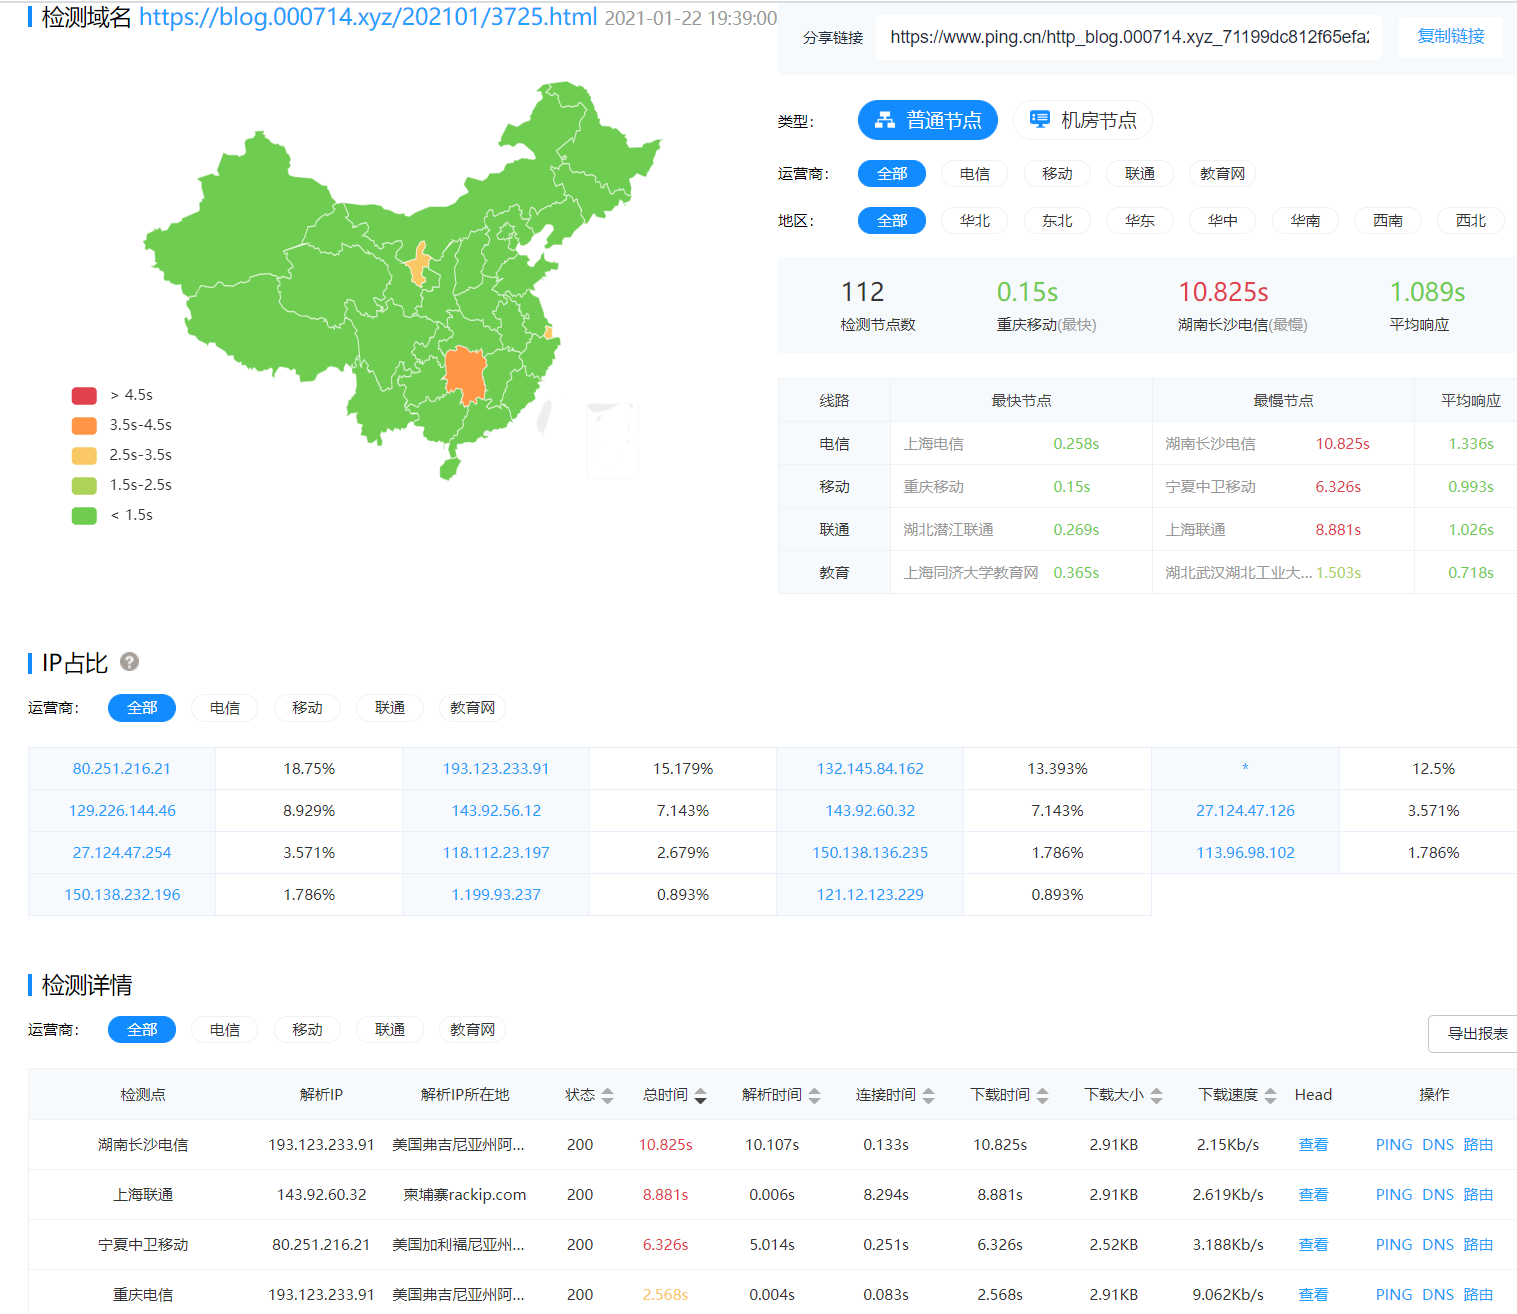 检测域名 https://blog.000714.xyz/202101/3725.html 2021-01-22 19:39:00
分享链接 https://www.ping.cn/http_blog.000714.xyz_71199dc812f65efa 复制链接
类型： 普通节点 机房节点
运营商： 全部 电信 移动 联通 教育网
地区： 全部 华北 东北 华东 华中 华南 西南 西北
112 0.15s 10.825s 1.089s
检测节点数 重庆移动(最快) 湖南长沙电信(最慢) 平均响应
> 4.5s
3.5s-4.5s
2.5s-3.5s
1.5s-2.5s
< 1.5s
线路 最快节点 最慢节点 平均响应
电信 上海电信 0.258s 湖南长沙电信 10.825s 1.336s
移动 重庆移动 0.15s 宁夏中卫移动 6.326s 0.993s
联通 湖北潜江联通 0.269s 上海联通 8.881s 1.026s
教育 上海同济大学教育网 0.365s 湖北武汉湖北工业大... 1.503s 0.718s
IP占比 ?
运营商： 全部 电信 移动 联通 教育网
80.251.216.21 18.75% 193.123.233.91 15.179% 132.145.84.162 13.393% * 12.5%
129.226.144.46 8.929% 143.92.56.12 7.143% 143.92.60.32 7.143% 27.124.47.126 3.571%
27.124.47.254 3.571% 118.112.23.197 2.679% 150.138.136.235 1.786% 113.96.98.102 1.786%
150.138.232.196 1.786% 1.199.93.237 0.893% 121.12.123.229 0.893%
检测详情
运营商： 全部 电信 移动 联通 教育网 导出报表
检测点 解析IP 解析IP所在地 状态 总时间 解析时间 连接时间 下载时间 下载大小 下载速度 Head 操作
湖南长沙电信 193.123.233.91 美国弗吉尼亚州阿... 200 10.825s 10.107s 0.133s 10.825s 2.91KB 2.15Kb/s 查看 PING DNS 路由
上海联通 143.92.60.32 柬埔寨rackip.com 200 8.881s 0.006s 8.294s 8.881s 2.91KB 2.619Kb/s 查看 PING DNS 路由
宁夏中卫移动 80.251.216.21 美国加利福尼亚州... 200 6.326s 5.014s 0.251s 6.326s 2.52KB 3.188Kb/s 查看 PING DNS 路由
重庆电信 193.123.233.91 美国弗吉尼亚州阿... 200 2.568s 0.004s 0.083s 2.568s 2.91KB 9.062Kb/s 查看 PING DNS 路由